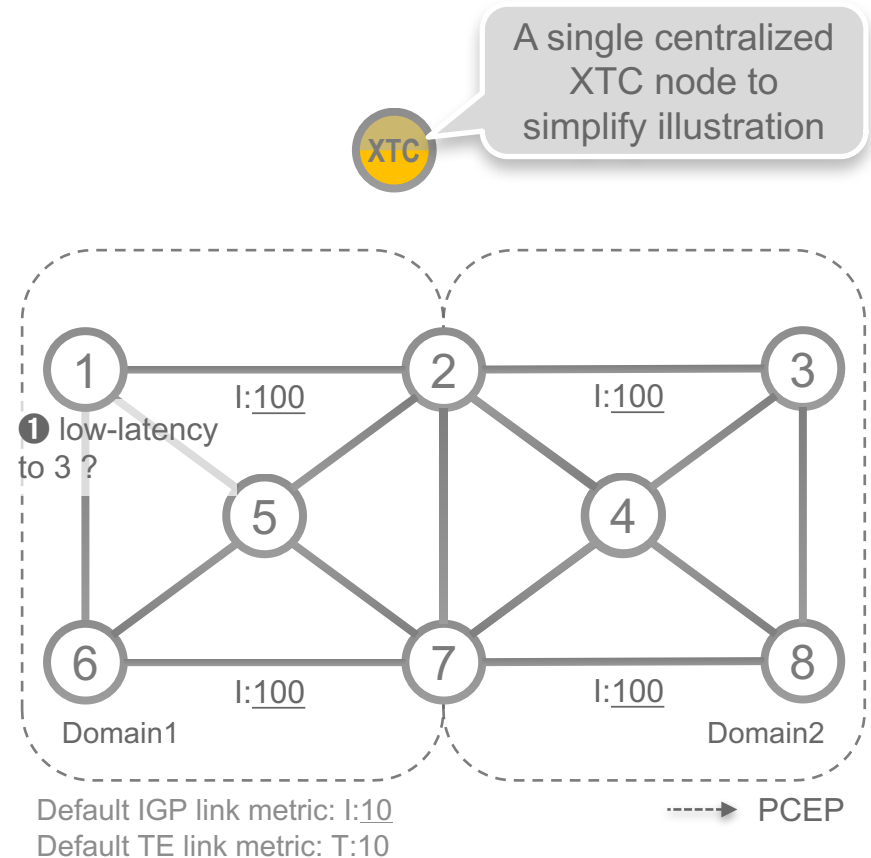 A single centralized
XTC node to
simplify illustration
XTC
1
2
3
I:100
I:100
❶ low-latency
to 3 ?
5
4
6
7
8
I:100
I:100
Domain1
Domain2
Default IGP link metric: I:10
PCEP
Default TE link metric: T:10